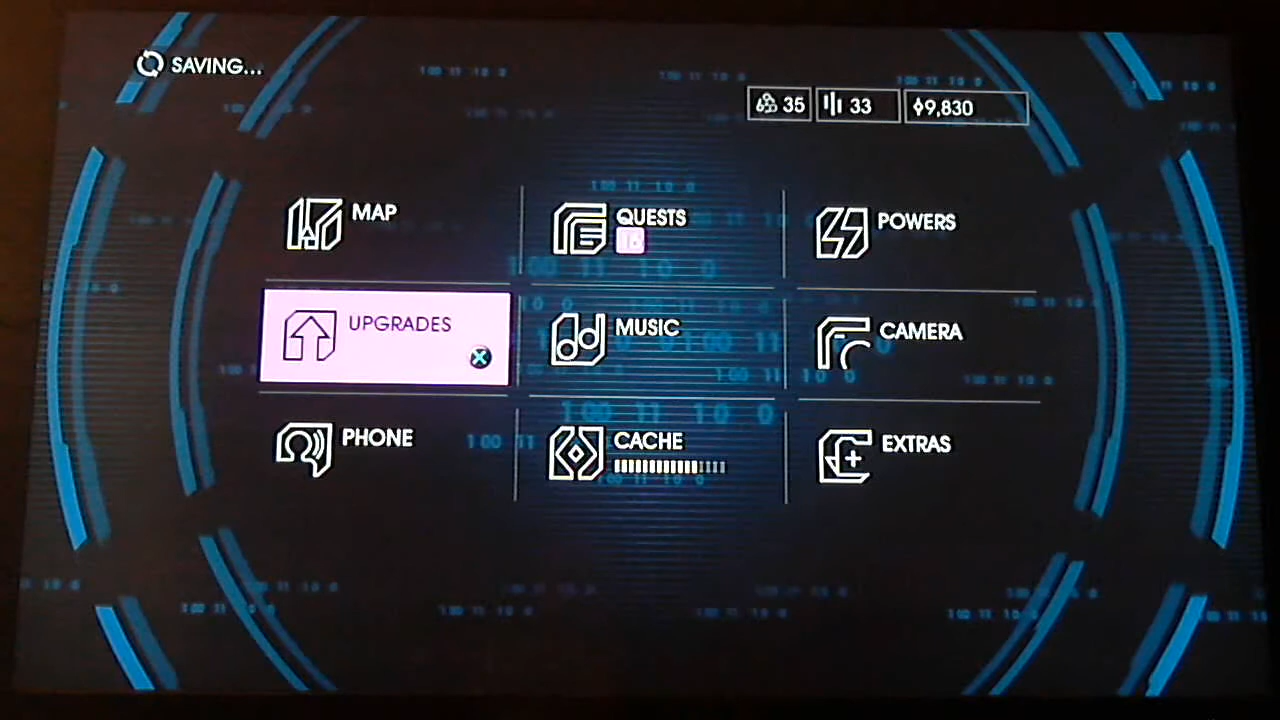 SAVING...
35 33 9,830
MAP
QUESTS
POWERS
UPGRADES
MUSIC
CAMERA
PHONE
CACHE
EXTRAS